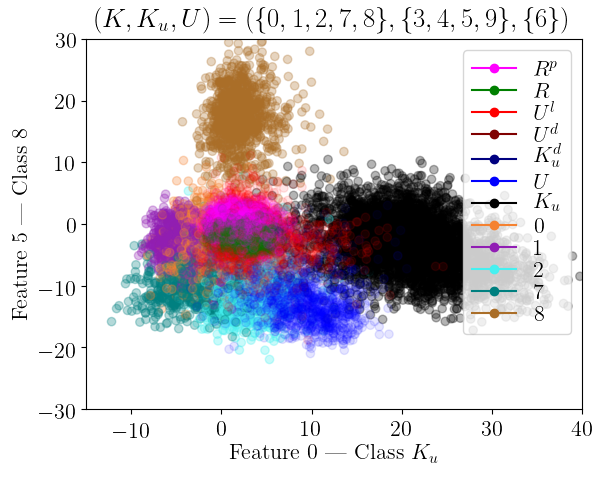 (K, K_u, U) = ({0, 1, 2, 7, 8}, {3, 4, 5, 9}, {6})
30
20
10
0
−10
−20
−30
Feature 5 — Class 8
R^p
R
U^l
U^d
K_u^d
U
K_u
0
1
2
7
8
−10
0
10
20
30
40
Feature 0 — Class K_u